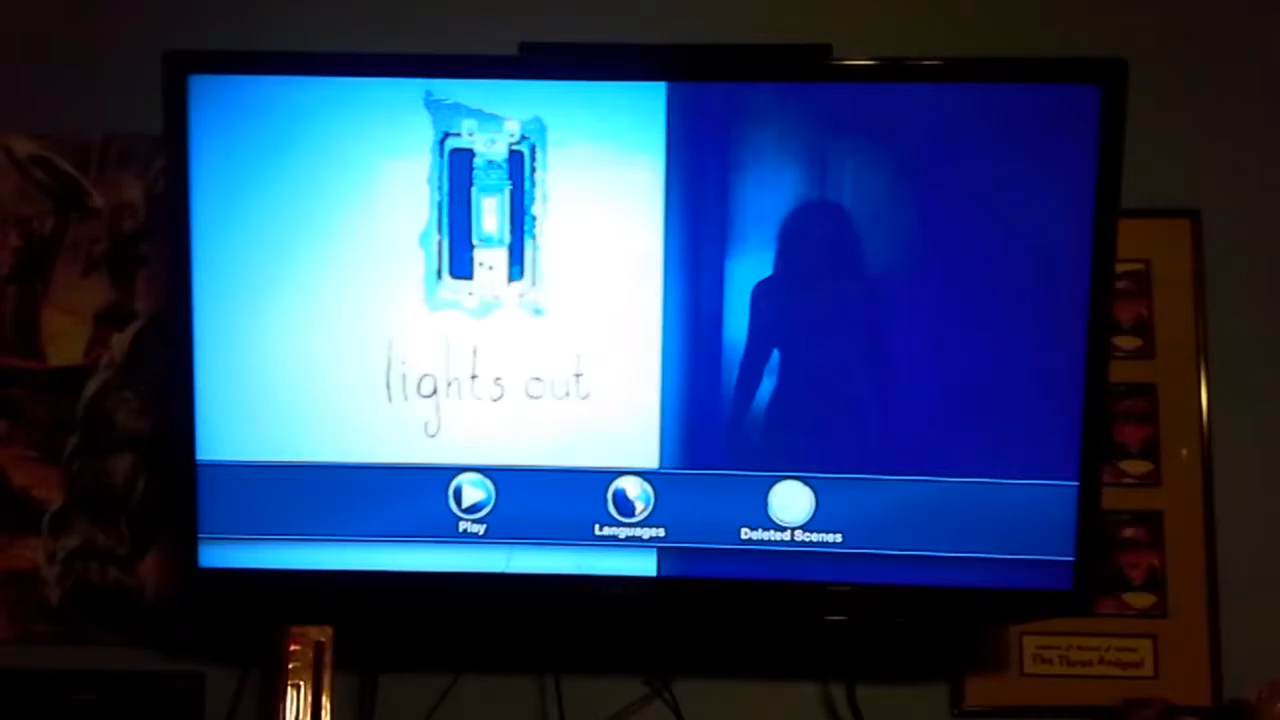 lights out
Play
Languages
Deleted Scenes
The Three Amigos!